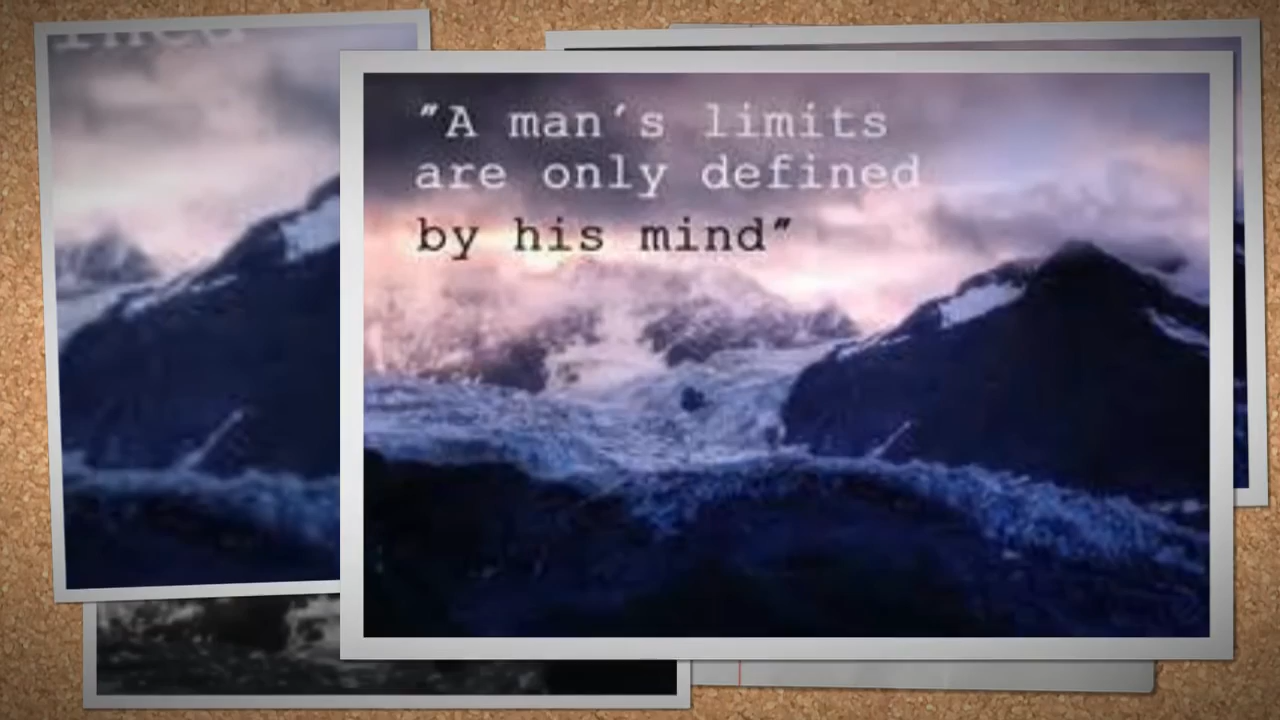 "A man's limits
are only defined
by his mind"